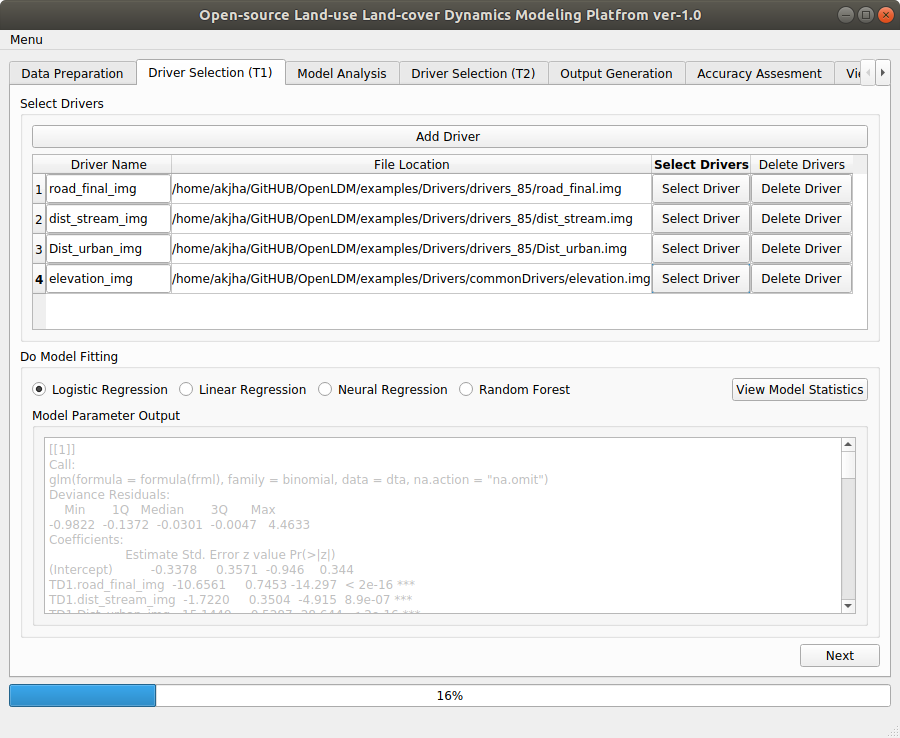 Open-source Land-use Land-cover Dynamics Modeling Platfrom ver-1.0
Menu
Data Preparation Driver Selection (T1) Model Analysis Driver Selection (T2) Output Generation Accuracy Assesment
Select Drivers
Add Driver
Driver Name File Location Select Drivers Delete Drivers
1 road_final_img /home/akjha/GitHUB/OpenLDM/examples/Drivers/drivers_85/road_final.img Select Driver Delete Driver
2 dist_stream_img /home/akjha/GitHUB/OpenLDM/examples/Drivers/drivers_85/dist_stream.img Select Driver Delete Driver
3 Dist_urban_img /home/akjha/GitHUB/OpenLDM/examples/Drivers/drivers_85/Dist_urban.img Select Driver Delete Driver
4 elevation_img /home/akjha/GitHUB/OpenLDM/examples/Drivers/commonDrivers/elevation.img Select Driver Delete Driver
Do Model Fitting
Logistic Regression Linear Regression Neural Regression Random Forest View Model Statistics
Model Parameter Output
[[1]]
Call:
glm(formula = formula(frml), family = binomial, data = dta, na.action = "na.omit")
Deviance Residuals:
Min 1Q Median 3Q Max
-0.9822 -0.1372 -0.0301 -0.0047 4.4633
Coefficients:
Estimate Std. Error z value Pr(>|z|)
(Intercept) -0.3378 0.3571 -0.946 0.344
TD1.road_final_img -10.6561 0.7453 -14.297 < 2e-16 ***
TD1.dist_stream_img -1.7220 0.3504 -4.915 8.9e-07 ***
Next
16%